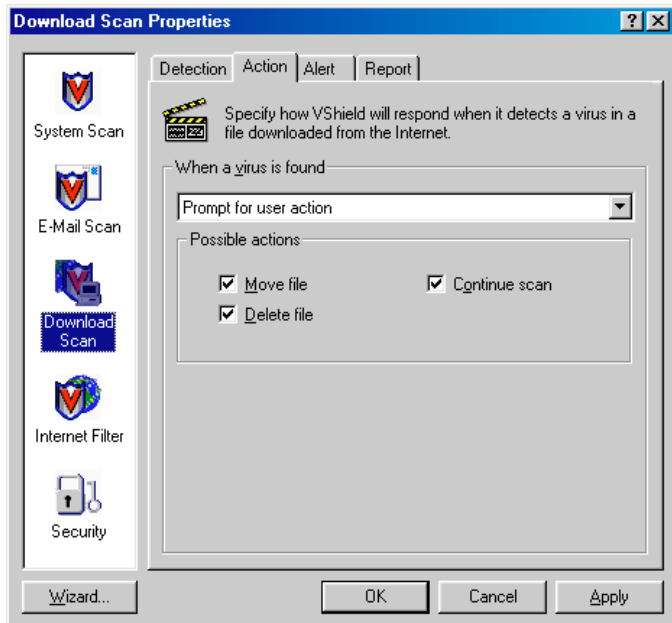 Download Scan Properties
System Scan
E-Mail Scan
Download
Scan
Internet Filter
Security
Detection
Action
Alert
Report
Specify how VShield will respond when it detects a virus in a
file downloaded from the Internet.
When a virus is found
Prompt for user action
Possible actions
Move file
Continue scan
Delete file
Wizard...
OK
Cancel
Apply